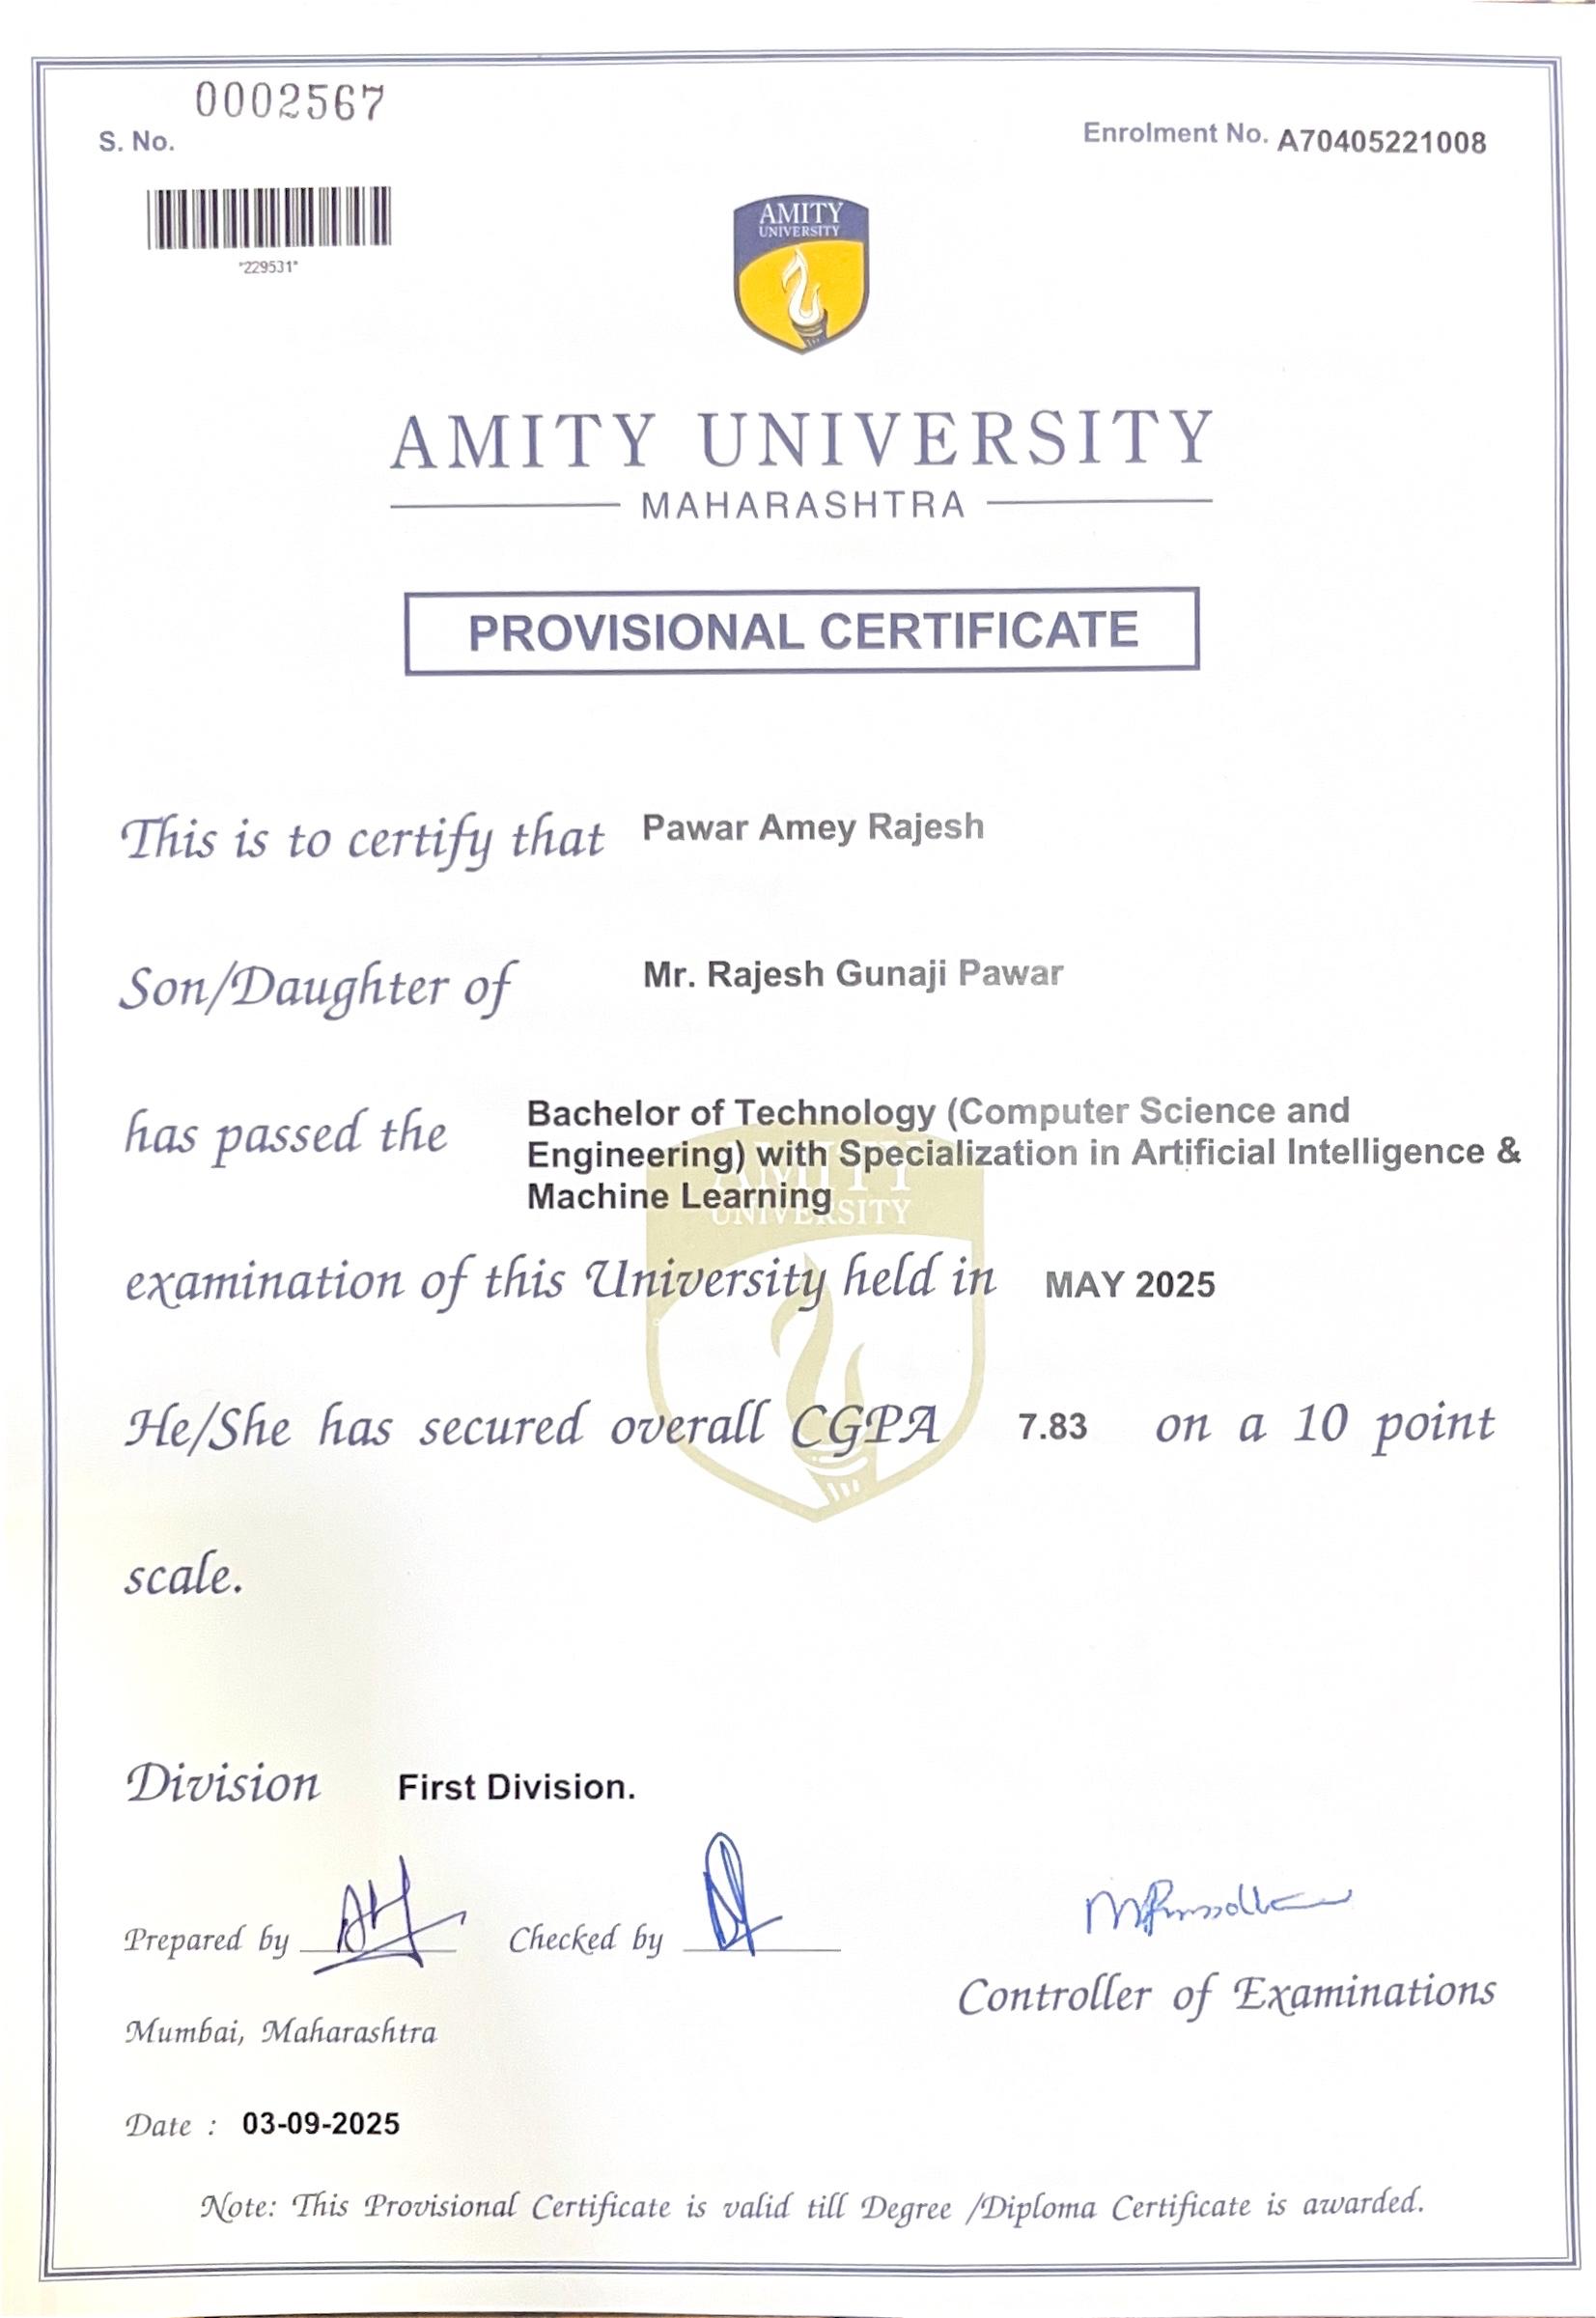 0002567
S. No.
Enrolment No. A70405221008
*229531*
AMITY
UNIVERSITY
AMITY UNIVERSITY
MAHARASHTRA
PROVISIONAL CERTIFICATE
This is to certify that Pawar Amey Rajesh
Son/Daughter of Mr. Rajesh Gunaji Pawar
has passed the Bachelor of Technology (Computer Science and
Engineering) with Specialization in Artificial Intelligence &
Machine Learning
AMITY
UNIVERSITY
examination of this University held in MAY 2025
He/She has secured overall CGPA 7.83 on a 10 point
scale.
Division First Division.
Prepared by Checked by
Controller of Examinations
Mumbai, Maharashtra
Date : 03-09-2025
Note: This Provisional Certificate is valid till Degree /Diploma Certificate is awarded.